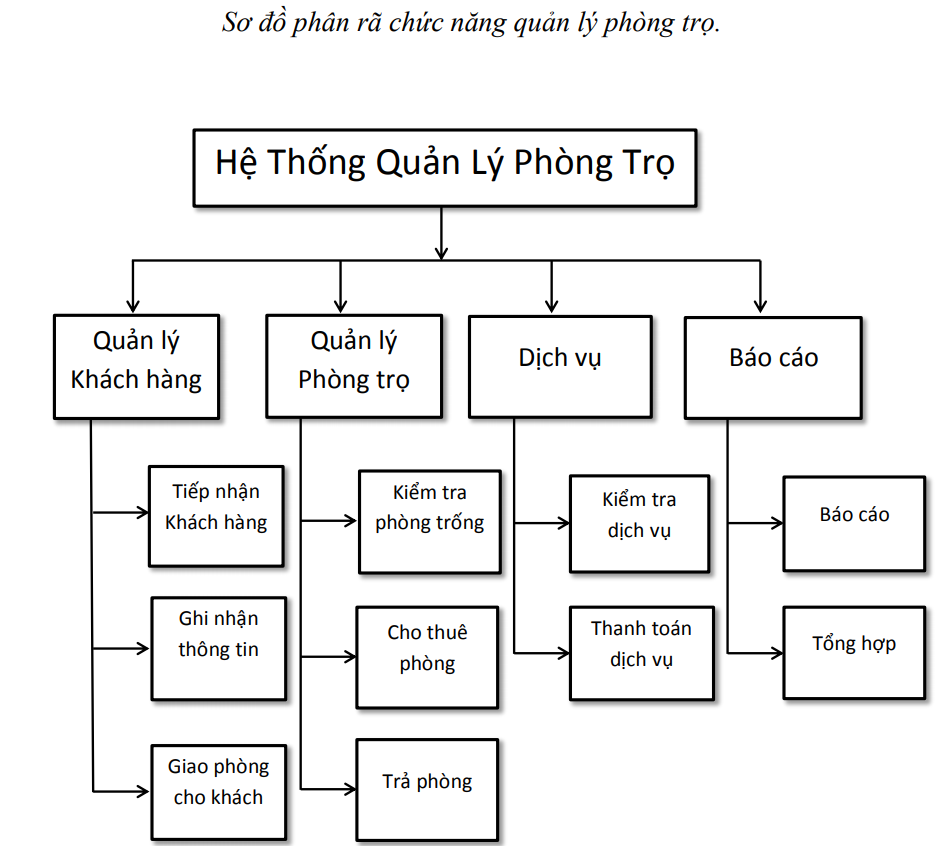 Sơ đồ phân rã chức năng quản lý phòng trọ.
Hệ Thống Quản Lý Phòng Trọ
Quản lý
Khách hàng
Quản lý
Phòng trọ
Dịch vụ
Báo cáo
Tiếp nhận
Khách hàng
Ghi nhận
thông tin
Giao phòng
cho khách
Kiểm tra
phòng trống
Cho thuê
phòng
Trả phòng
Kiểm tra
dịch vụ
Thanh toán
dịch vụ
Báo cáo
Tổng hợp